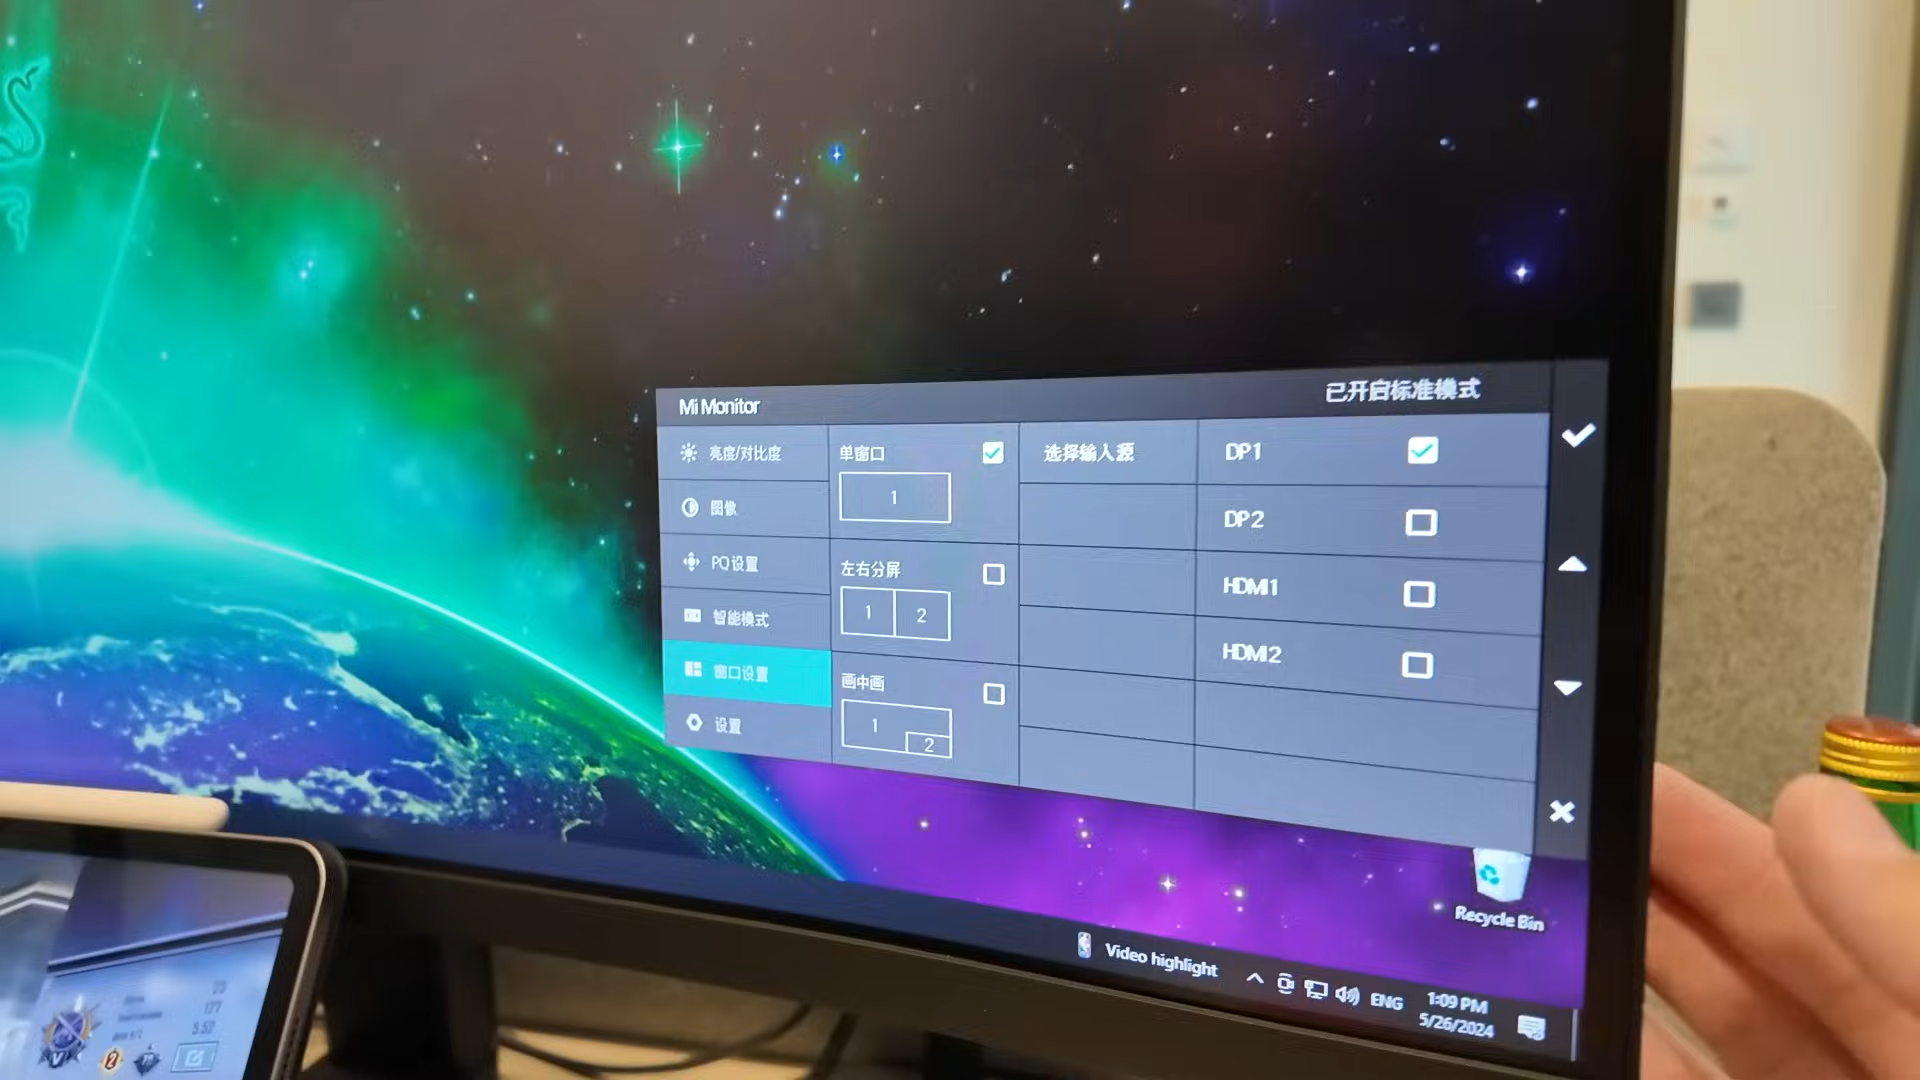 Mi Monitor
已开启标准模式
亮度/对比度
图像
PQ设置
智能模式
窗口设置
设置
单窗口
1
左右分屏
1 2
画中画
1
2
选择输入源
DP1
DP2
HDMI1
HDMI2
Recycle Bin
Video highlight
ENG
1:09 PM
5/26/2024